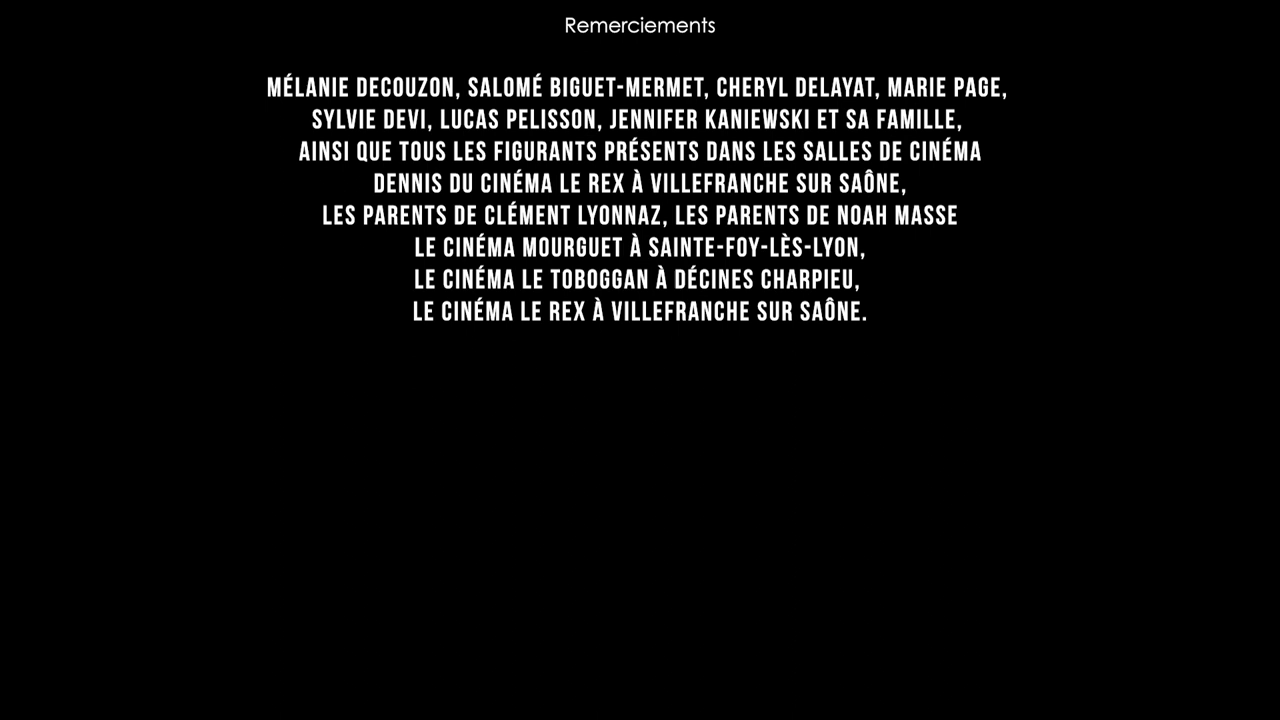 Remerciements
MÉLANIE DECOUZON, SALOMÉ BIGUET-MERMET, CHERYL DELAYAT, MARIE PAGE,
SYLVIE DEVI, LUCAS PELISSON, JENNIFER KANIEWSKI ET SA FAMILLE,
AINSI QUE TOUS LES FIGURANTS PRÉSENTS DANS LES SALLES DE CINÉMA
DENNIS DU CINÉMA LE REX À VILLEFRANCHE SUR SAÔNE,
LES PARENTS DE CLÉMENT LYONNAZ, LES PARENTS DE NOAH MASSE
LE CINÉMA MOURGUET À SAINTE-FOY-LÈS-LYON,
LE CINÉMA LE TOBOGGAN À DÉCINES CHARPIEU,
LE CINÉMA LE REX À VILLEFRANCHE SUR SAÔNE.